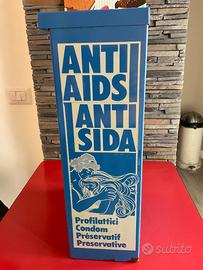 ANTI
AIDS
ANTI
SIDA
Profilattici
Condom
Préservatif
Preservative
subito